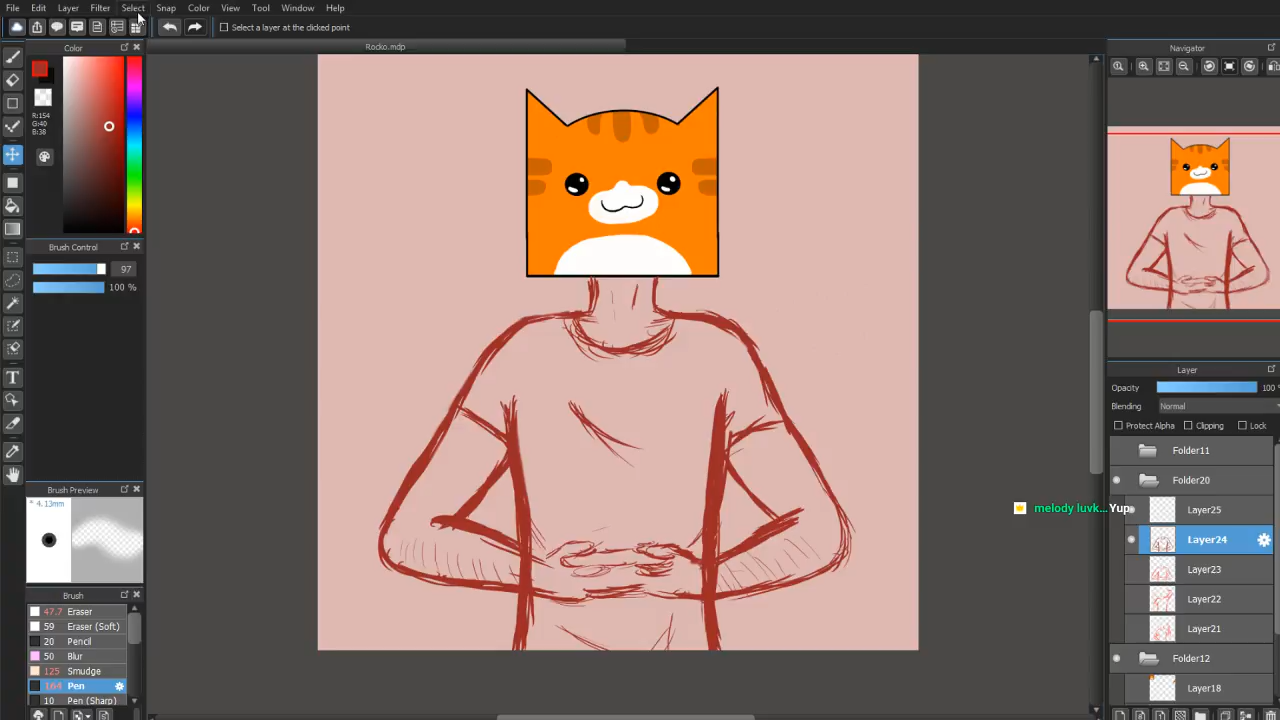 File Edit Layer Filter Select Snap Color View Tool Window Help
Select a layer at the clicked point
Rocko.mdp
Color
R:154
G:40
B:38
Brush Control
97
100 %
Brush Preview
* 4.13mm
Brush
47.7 Eraser
59 Eraser (Soft)
20 Pencil
50 Blur
125 Smudge
164 Pen
10 Pen (Sharp)
melody luvk... Yup
Navigator
Layer
Opacity 100
Blending Normal
Protect Alpha Clipping Lock
Folder11
Folder20
Layer25
Layer24
Layer23
Layer22
Layer21
Folder12
Layer18